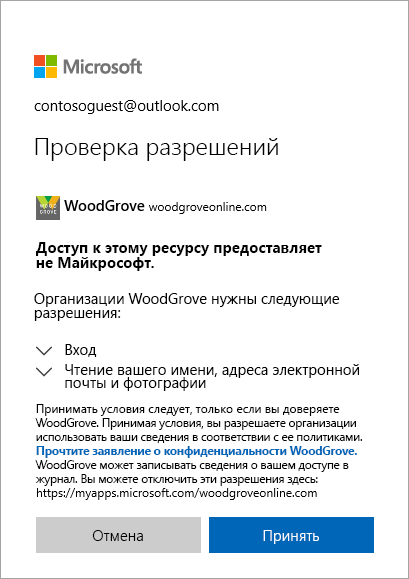 Microsoft
contosoguest@outlook.com
Проверка разрешений
WOOD
GROVE
WoodGrove woodgroveonline.com
Доступ к этому ресурсу предоставляет
не Майкрософт.
Организации WoodGrove нужны следующие
разрешения:
Вход
Чтение вашего имени, адреса электронной
почты и фотографии
Принимать условия следует, только если вы доверяете
WoodGrove. Принимая условия, вы разрешаете организации
использовать ваши сведения в соответствии с ее политиками.
Прочтите заявление о конфиденциальности WoodGrove.
WoodGrove может записывать сведения о вашем доступе в
журнал. Вы можете отключить эти разрешения здесь:
https://myapps.microsoft.com/woodgroveonline.com
Отмена
Принять